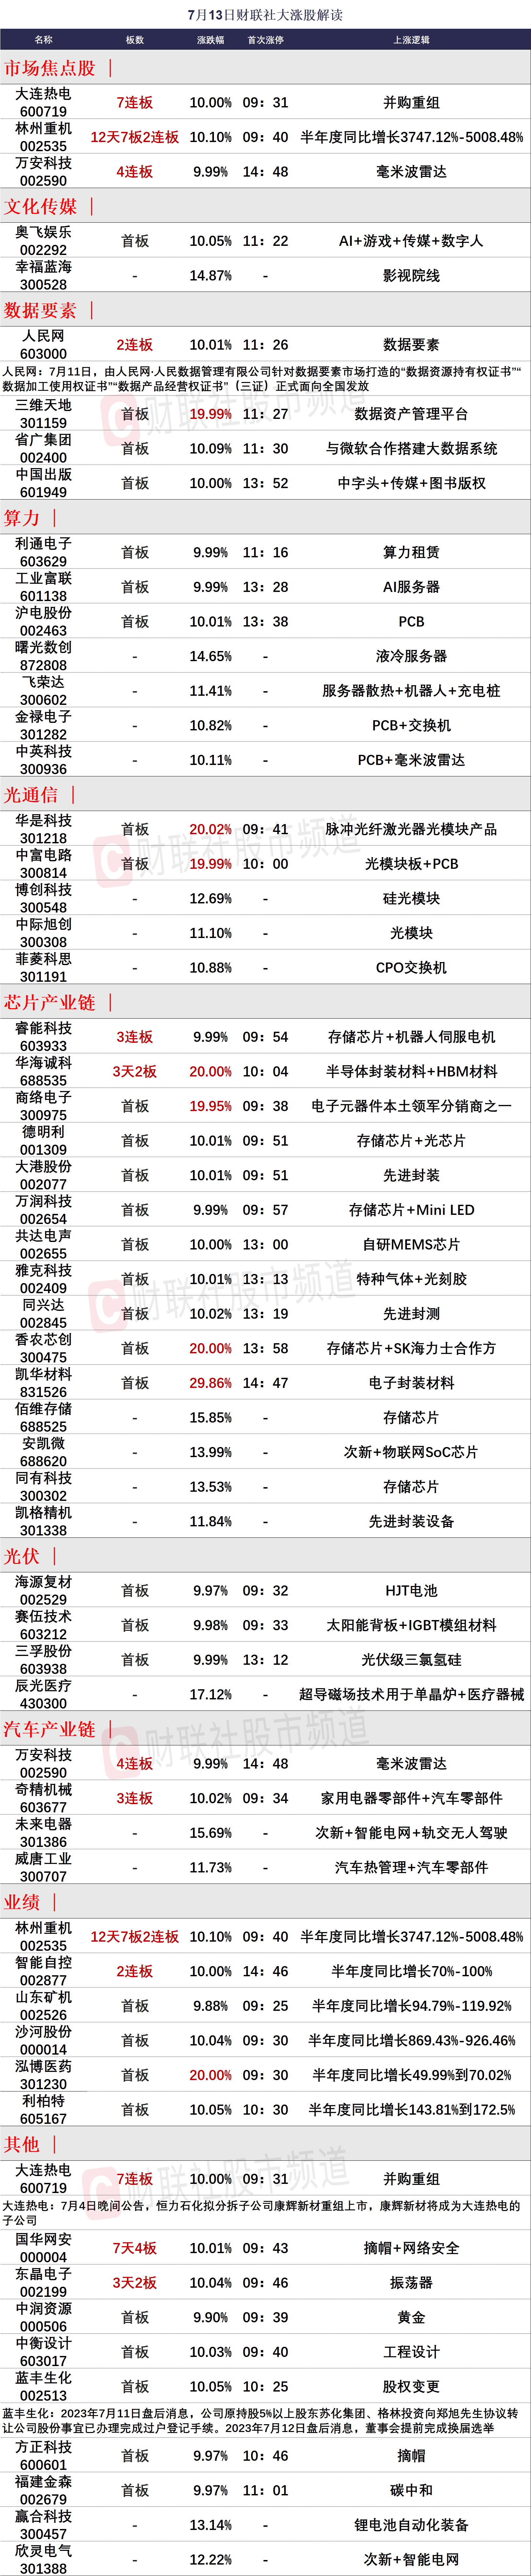 7月13日财联社大涨股解读
名称 板数 涨跌幅 首次涨停 上涨逻辑
市场焦点股
大连热电 600719 7连板 10.00% 09:31 并购重组
林州重机 002535 12天7板2连板 10.10% 09:40 半年度同比增长3747.12%-5008.48%
万安科技 002590 4连板 9.99% 14:48 毫米波雷达
文化传媒
奥飞娱乐 002292 首板 10.05% 11:22 AI+游戏+传媒+数字人
幸福蓝海 300528 - 14.87% - 影视院线
数据要素
人民网 603000 2连板 10.01% 11:26 数据要素
人民网:7月11日,由人民网·人民数据管理有限公司针对数据要素市场打造的“数据资源持有权证书”“
数据加工使用权证书”“数据产品经营权证书”(三证)正式面向全国发放
三维天地 301159 首板 19.99% 11:27 数据资产管理平台
省广集团 002400 首板 10.09% 11:30 与微软合作搭建大数据系统
中国出版 601949 首板 10.00% 13:52 中字头+传媒+图书版权
算力
利通电子 603629 首板 9.99% 11:16 算力租赁
工业富联 601138 首板 9.99% 13:28 AI服务器
沪电股份 002463 首板 10.01% 13:38 PCB
曙光数创 872808 - 14.65% - 液冷服务器
飞荣达 300602 - 11.41% - 服务器散热+机器人+充电桩
金禄电子 301282 - 10.82% - PCB+交换机
中英科技 300936 - 10.11% - PCB+毫米波雷达
光通信
华是科技 301218 首板 20.02% 09:41 脉冲光纤激光器光模块产品
中富电路 300814 首板 19.99% 10:00 光模块板+PCB
博创科技 300548 - 12.69% - 硅光模块
中际旭创 300308 - 11.10% - 光模块
菲菱科思 301191 - 10.88% - CPO交换机
芯片产业链
睿能科技 603933 3连板 9.99% 09:54 存储芯片+机器人伺服电机
华海诚科 688535 3天2板 20.00% 10:04 半导体封装材料+HBM材料
商络电子 300975 首板 19.95% 09:38 电子元器件本土领军分销商之一
德明利 001309 首板 10.01% 09:51 存储芯片+光芯片
大港股份 002077 首板 10.01% 09:51 先进封装
万润科技 002654 首板 9.99% 09:57 存储芯片+Mini LED
共达电声 002655 首板 10.00% 13:00 自研MEMS芯片
雅克科技 002409 首板 10.01% 13:13 特种气体+光刻胶
同兴达 002845 首板 10.02% 13:19 先进封测
香农芯创 300475 首板 20.00% 13:58 存储芯片+SK海力士合作方
凯华材料 831526 首板 29.86% 14:47 电子封装材料
佰维存储 688525 - 15.85% - 存储芯片
安凯微 688620 - 13.99% - 次新+物联网SoC芯片
同有科技 300302 - 13.53% - 存储芯片
凯格精机 301338 - 11.84% - 先进封装设备
光伏
海源复材 002529 首板 9.97% 09:32 HJT电池
赛伍技术 603212 首板 9.98% 09:33 太阳能背板+IGBT模组材料
三孚股份 603938 首板 9.99% 13:12 光伏级三氯氢硅
辰光医疗 430300 - 17.12% - 超导磁场技术用于单晶炉+医疗器械
汽车产业链
万安科技 002590 4连板 9.99% 14:48 毫米波雷达
奇精机械 603677 3连板 10.02% 09:34 家用电器零部件+汽车零部件
未来电器 301386 - 15.69% - 次新+智能电网+轨交无人驾驶
威唐工业 300707 - 11.73% - 汽车热管理+汽车零部件
业绩
林州重机 002535 12天7板2连板 10.10% 09:40 半年度同比增长3747.12%-5008.48%
智能自控 002877 2连板 10.00% 14:46 半年度同比增长70%-100%
山东矿机 002526 首板 9.88% 09:25 半年度同比增长94.79%-119.92%
沙河股份 000014 首板 10.04% 09:30 半年度同比增长869.43%-926.46%
泓博医药 301230 首板 20.00% 09:30 半年度同比增长49.99%到70.02%
利柏特 605167 首板 10.05% 10:30 半年度同比增长143.81%到172.5%
其他
大连热电 600719 7连板 10.00% 09:31 并购重组
大连热电:7月4日晚间公告,恒力石化拟分拆子公司康辉新材重组上市,康辉新材将成为大连热电的
子公司
国华网安 000004 7天4板 10.01% 09:43 摘帽+网络安全
东晶电子 002199 3天2板 10.04% 09:46 振荡器
中润资源 000506 首板 9.90% 09:39 黄金
中衡设计 603017 首板 10.03% 09:40 工程设计
蓝丰生化 002513 首板 10.05% 10:25 股权变更
蓝丰生化:2023年7月11日盘后消息,公司原持股5%以上股东苏化集团、格林投资向郑旭先生协议转
让公司股份事宜已办理完成过户登记手续。2023年7月12日盘后消息,董事会提前完成换届选举
方正科技 600601 首板 9.97% 10:46 摘帽
福建金森 002679 首板 9.97% 11:01 碳中和
赢合科技 300457 - 13.14% - 锂电池自动化装备
欣灵电气 301388 - 12.22% - 次新+智能电网
财联社股市频道
财联社股市频道
财联社股市频道
财联社股市频道
财联社股市频道